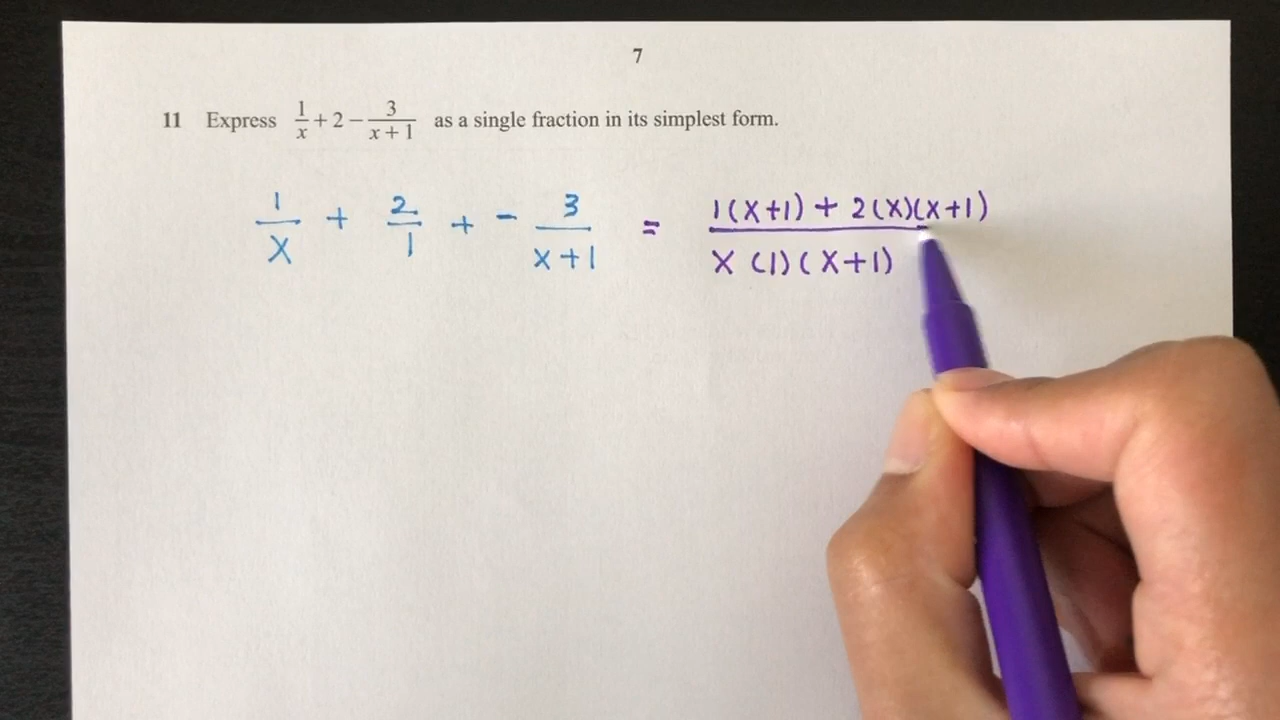 7
11 Express 1/x + 2 − 3/(x+1) as a single fraction in its simplest form.
1/x + 2/1 + - 3/(x+1) = (1(x+1) + 2(x)(x+1))/(x(1)(x+1))